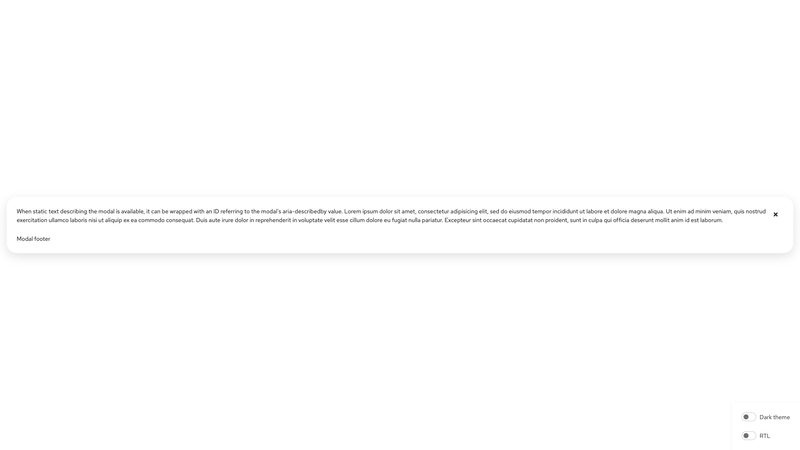 When static text describing the modal is available, it can be wrapped with an ID referring to the modal's aria-describedby value. Lorem ipsum dolor sit amet, consectetur adipisicing elit, sed do eiusmod tempor incididunt ut labore et dolore magna aliqua. Ut enim ad minim veniam, quis nostrud
exercitation ullamco laboris nisi ut aliquip ex ea commodo consequat. Duis aute irure dolor in reprehenderit in voluptate velit esse cillum dolore eu fugiat nulla pariatur. Excepteur sint occaecat cupidatat non proident, sunt in culpa qui officia deserunt mollit anim id est laborum.
Modal footer
Dark theme
RTL